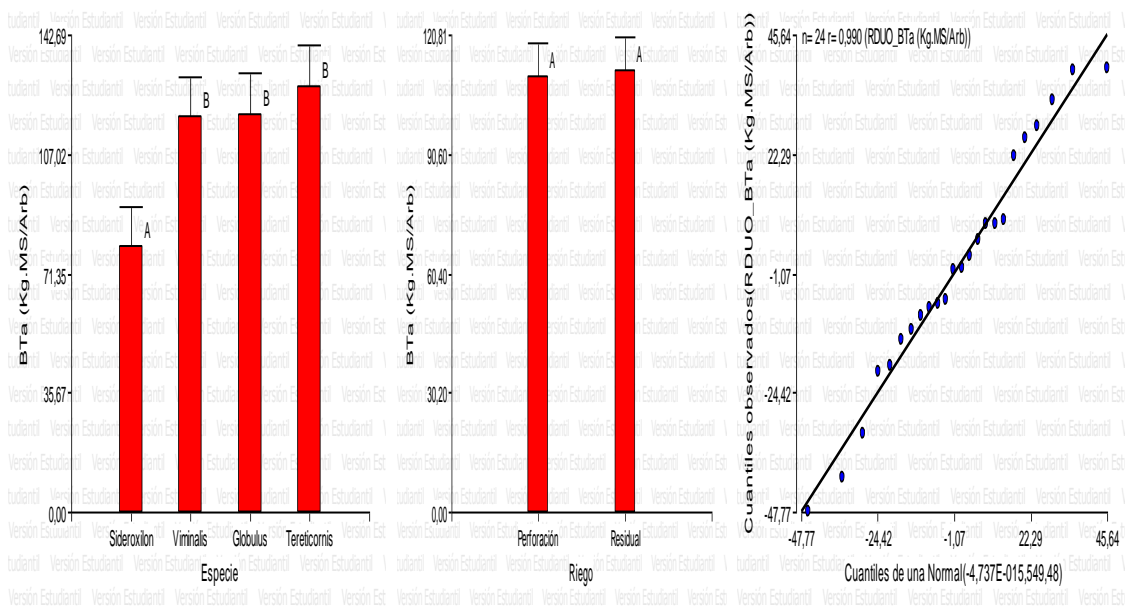 142,69
107,02
71,35
35,67
0,00
BTa (Kg.MS/Arb))
A
B
B
B
Sideroxilon
Viminalis
Globulus
Tereticornis
Especie
120,81
90,60
60,40
30,20
0,00
BTa (Kg.MS/Arb))
A
A
Perforación
Residual
Riego
n= 24 r= 0,990 (RDUO_BTa (Kg.MS/Arb))
45,64
22,29
-1,07
-24,42
-47,77
Cuantiles observados(RDUO_BTa (Kg.MS/Arb))
-47,77
-24,42
-1,07
22,29
45,64
Cuantiles de una Normal(-4,737E-015,549,48)
Versión Estudiantil